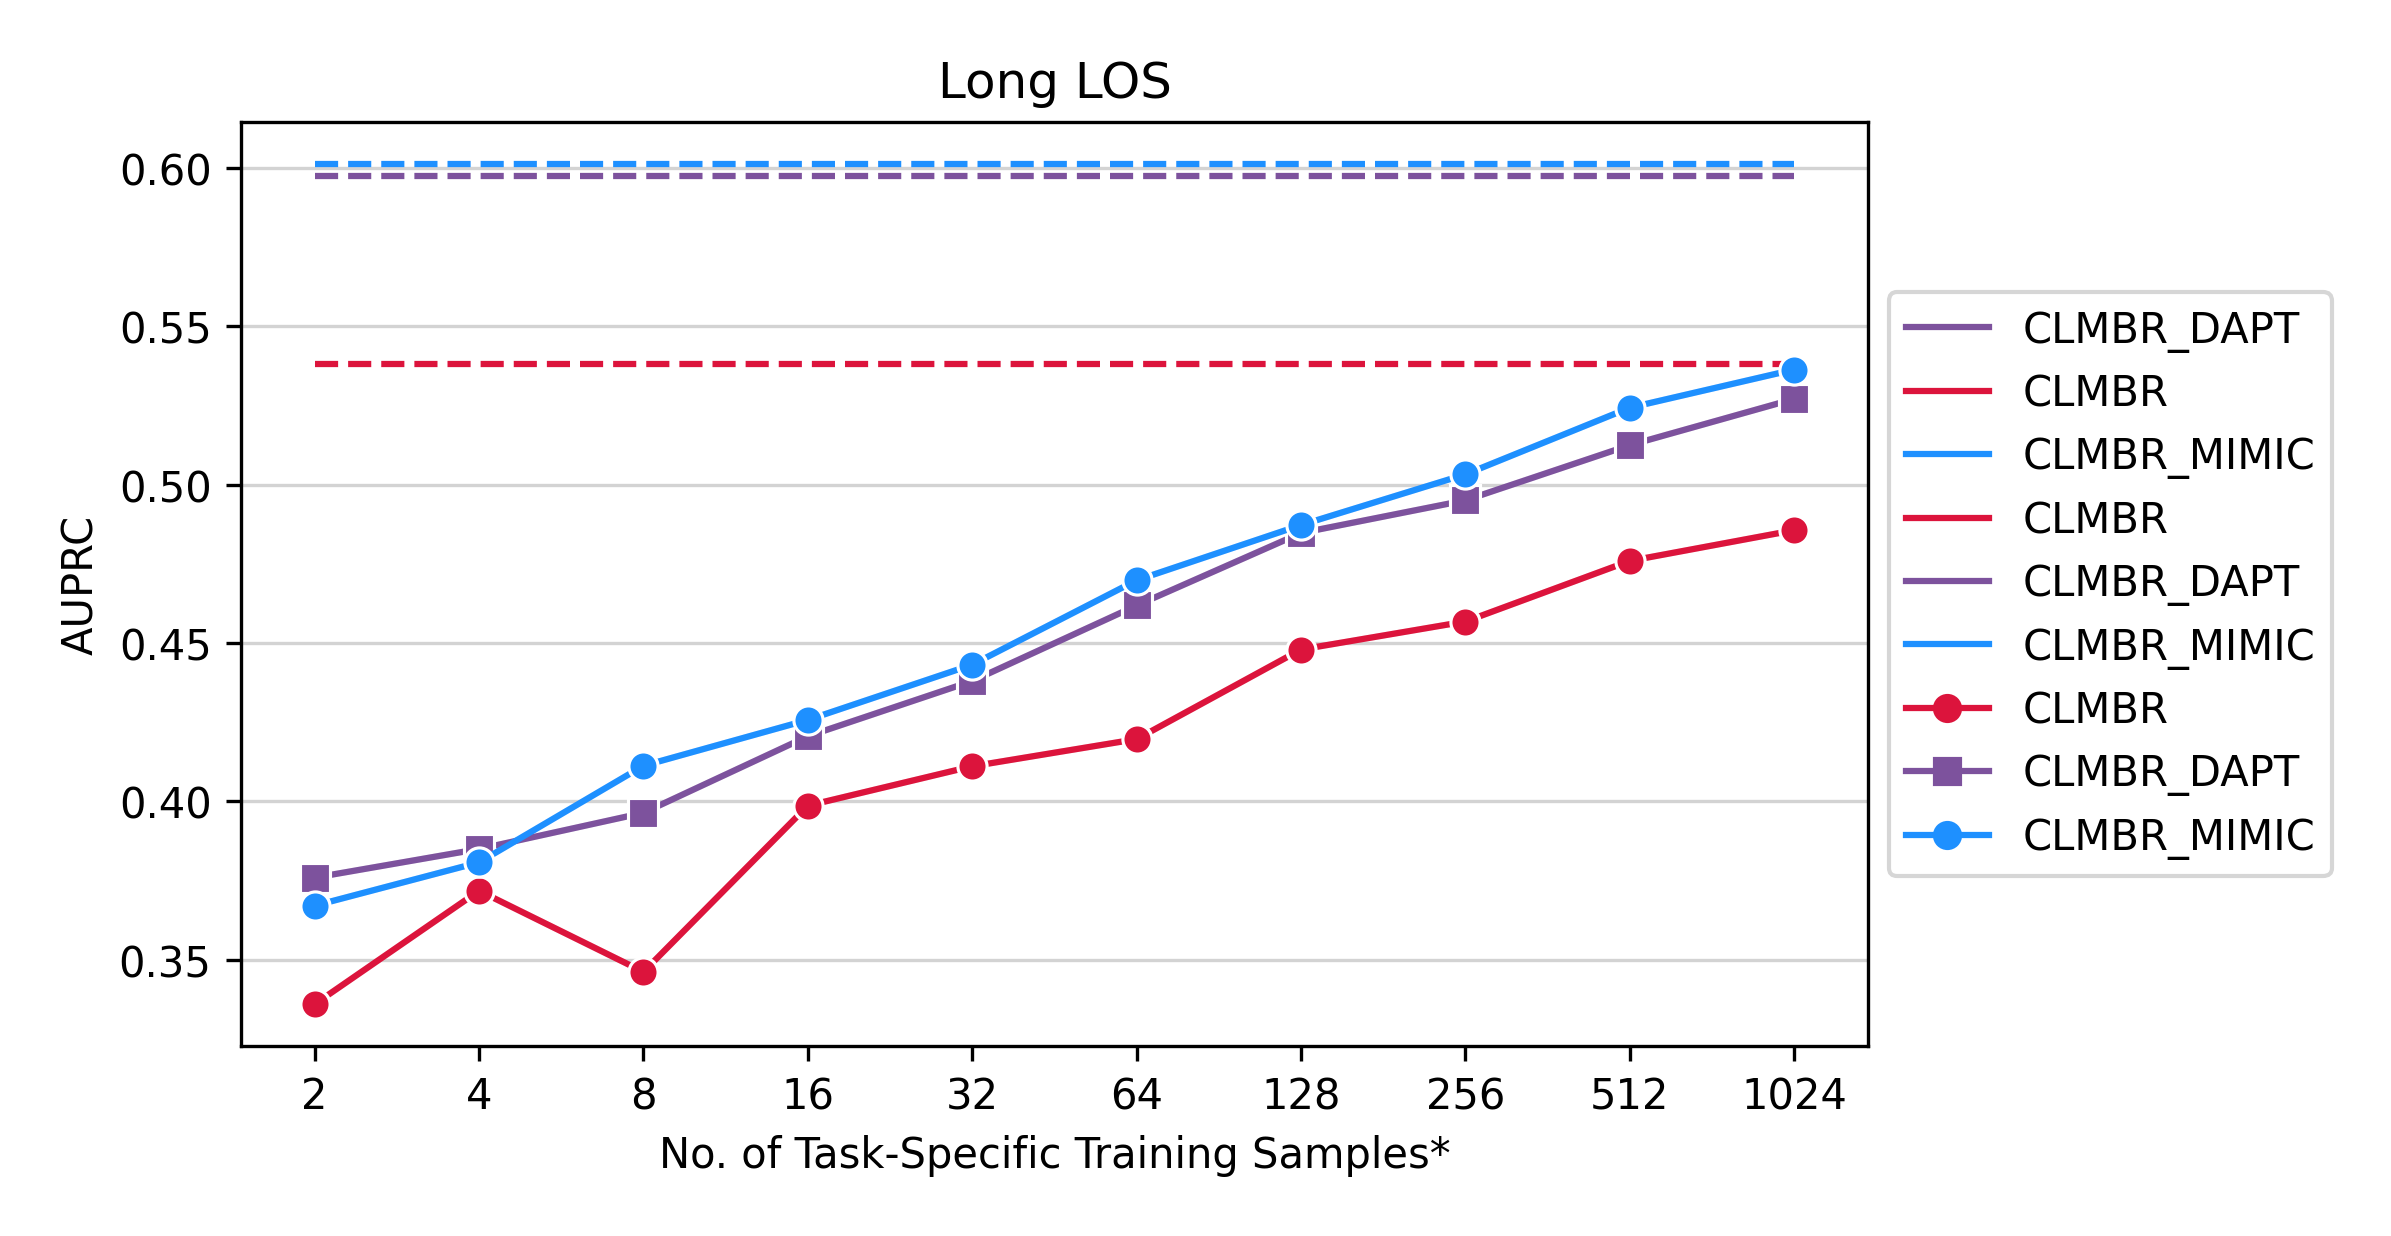 Long LOS
0.60
0.55
0.50
0.45
0.40
0.35
AUPRC
2 4 8 16 32 64 128 256 512 1024
No. of Task-Specific Training Samples*
CLMBR_DAPT
CLMBR
CLMBR_MIMIC
CLMBR
CLMBR_DAPT
CLMBR_MIMIC
CLMBR
CLMBR_DAPT
CLMBR_MIMIC